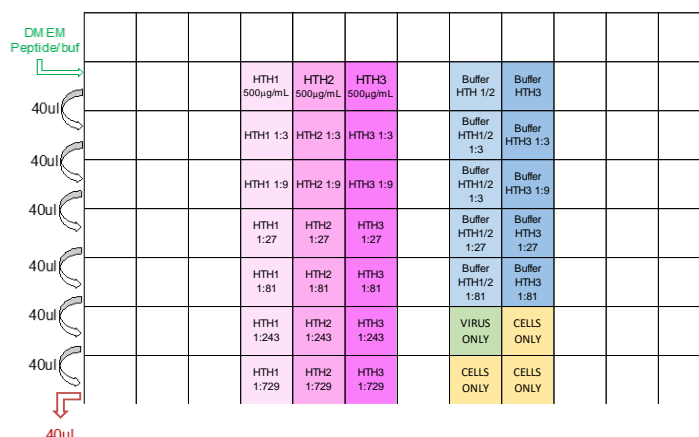 DMEM
Peptide/buf
HTH1
500µg/mL
HTH2
500µg/mL
HTH3
500µg/mL
Buffer
HTH 1/2
Buffer
HTH3
40ul
HTH1 1:3
HTH2 1:3
HTH3 1:3
Buffer
HTH1/2
1:3
Buffer
HTH3 1:3
40ul
HTH1 1:9
HTH2 1:9
HTH3 1:9
Buffer
HTH1/2
1:3
Buffer
HTH3 1:9
40ul
HTH1
1:27
HTH2
1:27
HTH3
1:27
Buffer
HTH1/2
1:27
Buffer
HTH3
1:27
40ul
HTH1
1:81
HTH2
1:81
HTH3
1:81
Buffer
HTH1/2
1:81
Buffer
HTH3
1:81
40ul
HTH1
1:243
HTH2
1:243
HTH3
1:243
VIRUS
ONLY
CELLS
ONLY
40ul
HTH1
1:729
HTH2
1:729
HTH3
1:729
CELLS
ONLY
CELLS
ONLY
40ul